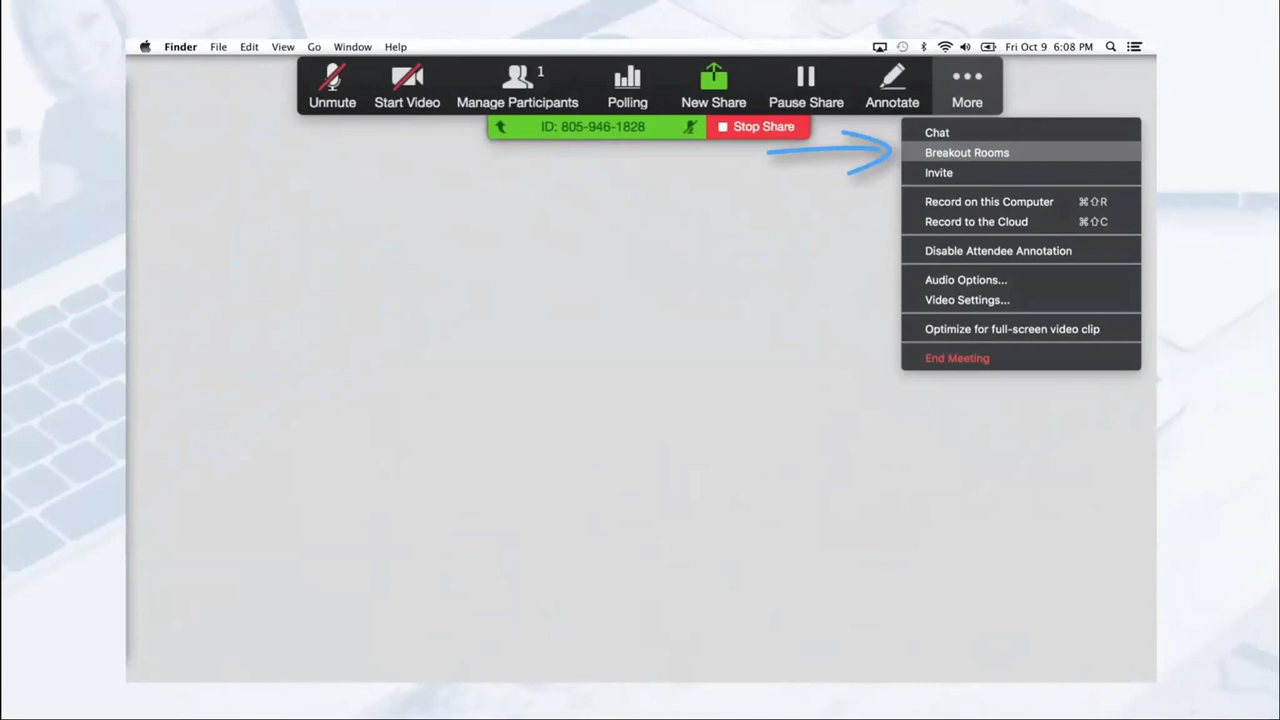 Finder File Edit View Go Window Help Fri Oct 9 6:08 PM
1
Unmute Start Video Manage Participants Polling New Share Pause Share Annotate More
ID: 805-946-1828 Stop Share
Chat
Breakout Rooms
Invite
Record on this Computer ⌘⇧R
Record to the Cloud ⌘⇧C
Disable Attendee Annotation
Audio Options...
Video Settings...
Optimize for full-screen video clip
End Meeting